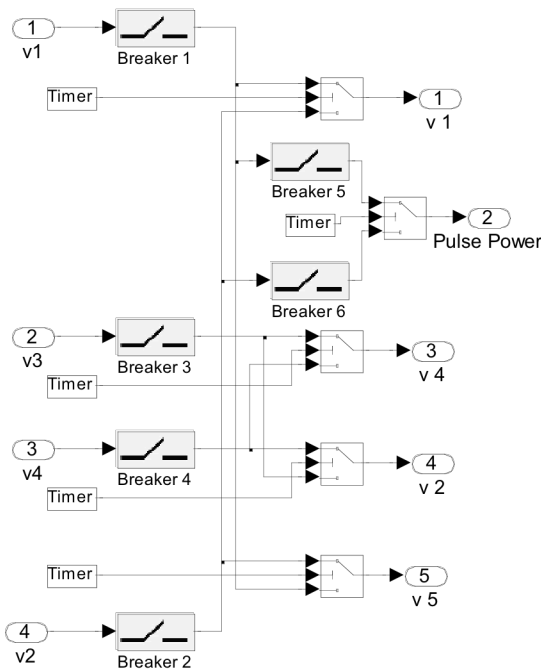 1
v1
Breaker 1
Timer
1
v 1
Breaker 5
Timer
2
Pulse Power
Breaker 6
2
v3
Breaker 3
Timer
3
v 4
3
v4
Breaker 4
Timer
4
v 2
Timer
5
v 5
4
v2
Breaker 2